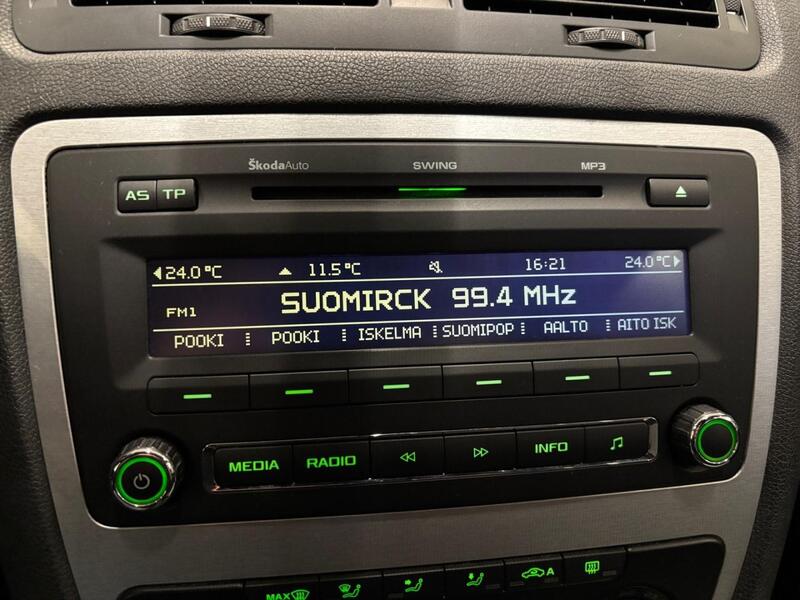 ŠkodaAuto SWING MP3
AS TP
24.0°C 11.5°C 16:21 24.0°C
FM1 SUOMIRCK 99.4 MHz
POOKI POOKI ISKELMA SUOMIPOP AALTO AITO ISK
MEDIA RADIO INFO
MAX A